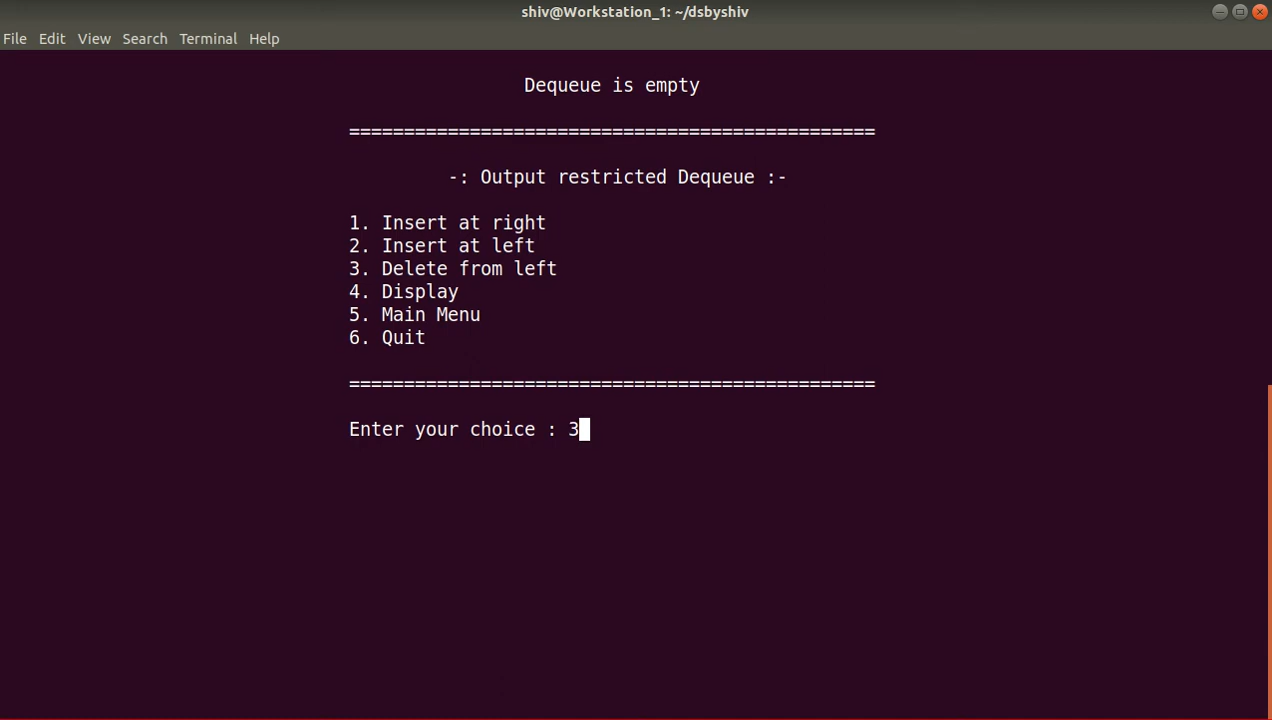 shiv@Workstation_1: ~/dsbyshiv
File Edit View Search Terminal Help
Dequeue is empty
================================================
-: Output restricted Dequeue :-
1. Insert at right
2. Insert at left
3. Delete from left
4. Display
5. Main Menu
6. Quit
================================================
Enter your choice : 3